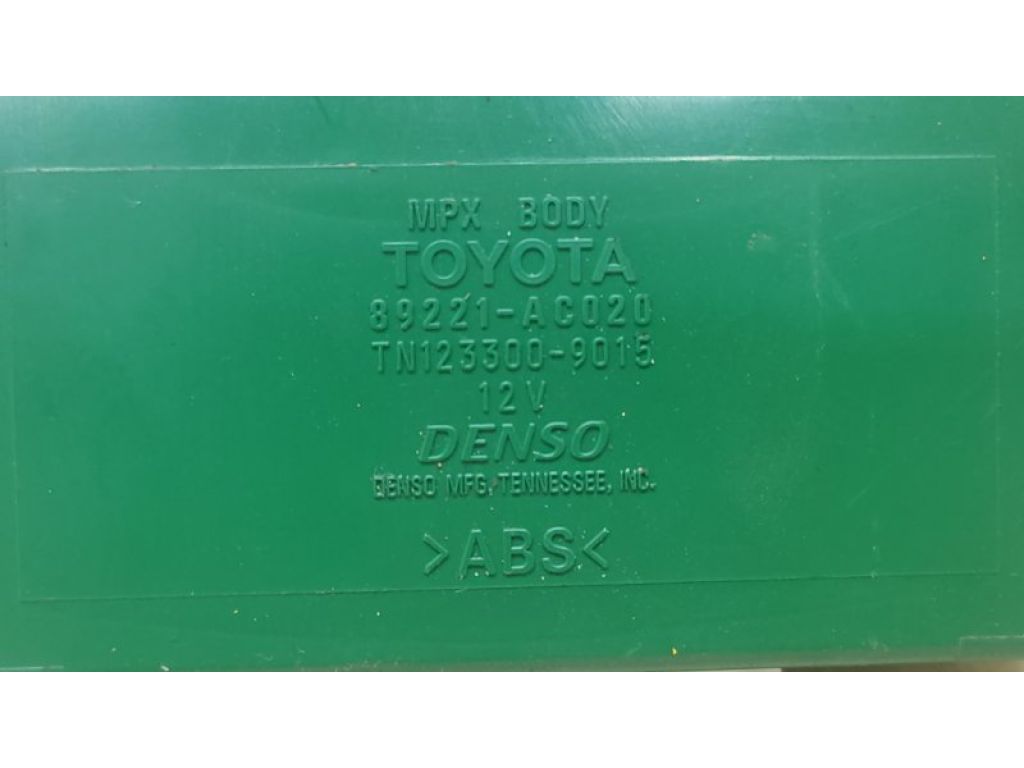 MPX BODY
TOYOTA
89221-AC020
TN123300-9015
12V
DENSO
DENSO MFG. TENNESSEE, INC.
>ABS<